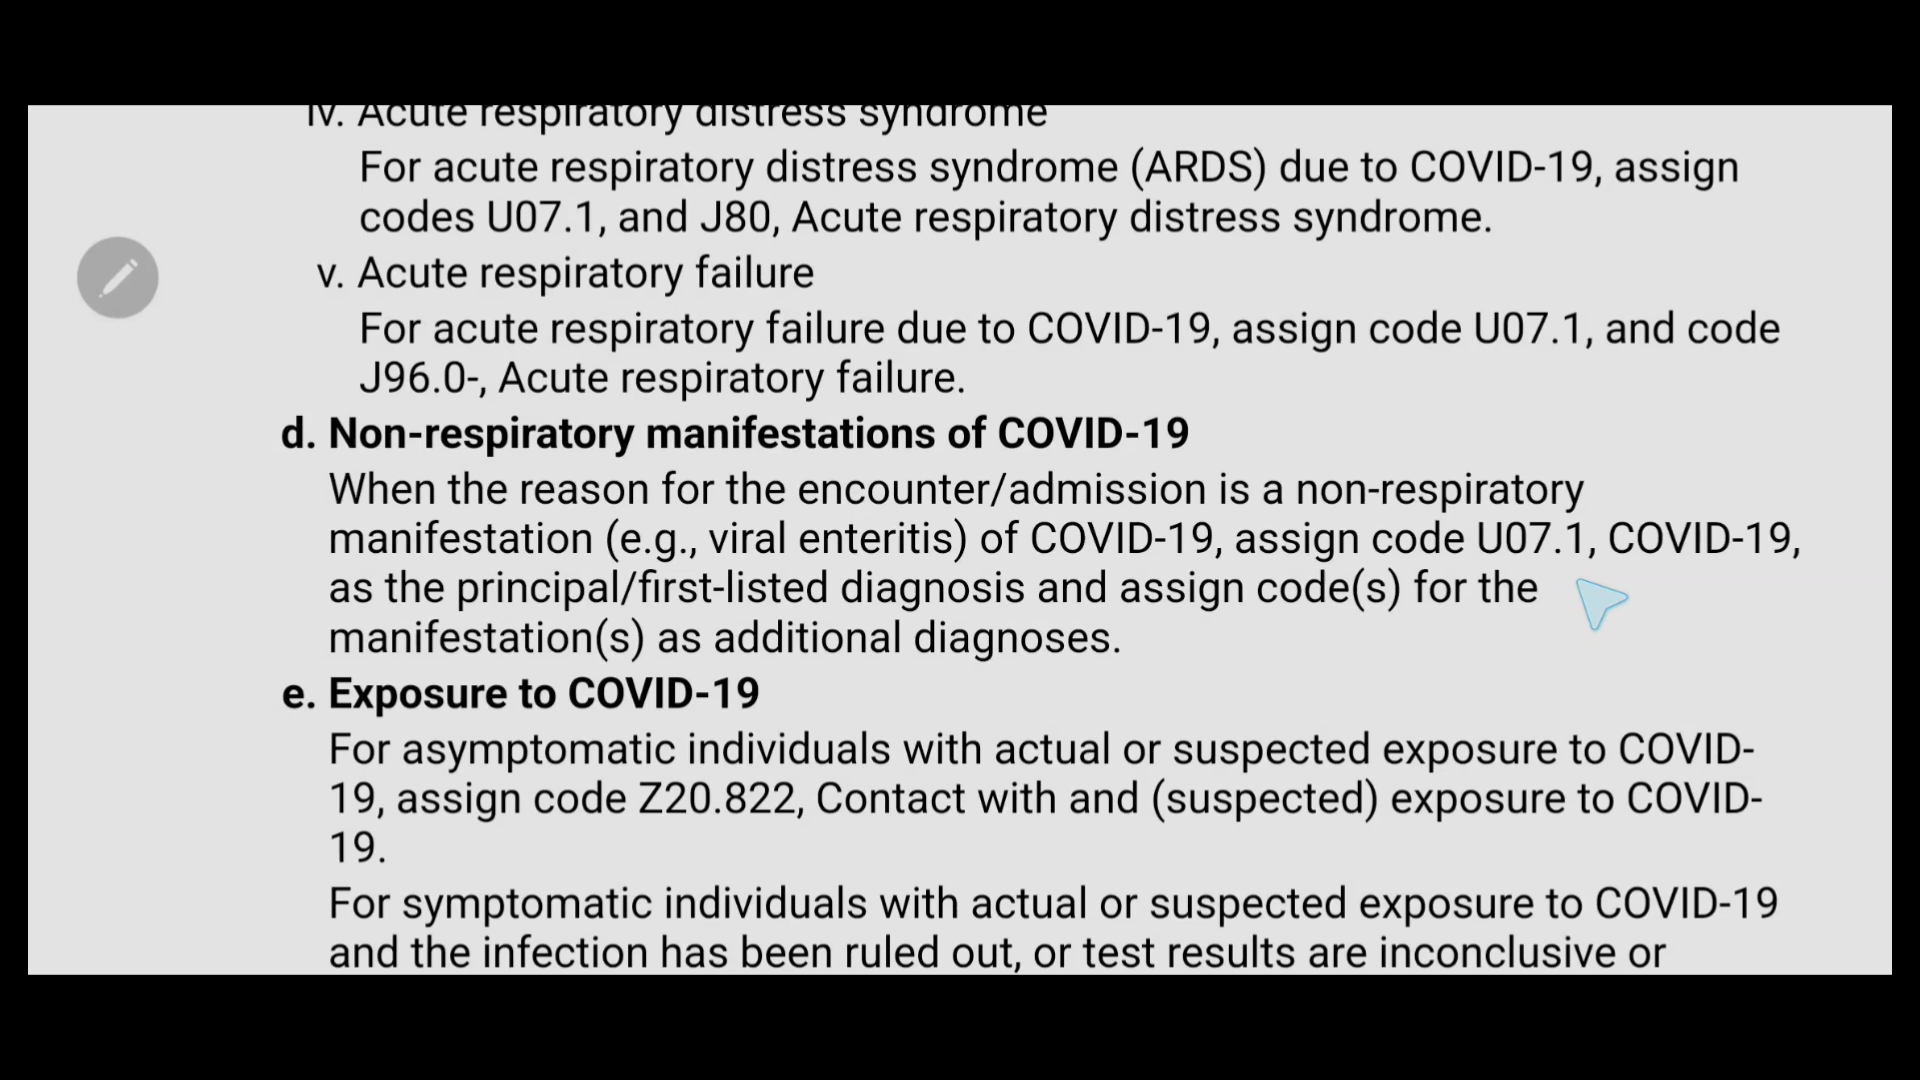 iv. Acute respiratory distress syndrome
For acute respiratory distress syndrome (ARDS) due to COVID-19, assign
codes U07.1, and J80, Acute respiratory distress syndrome.
v. Acute respiratory failure
For acute respiratory failure due to COVID-19, assign code U07.1, and code
J96.0-, Acute respiratory failure.
d. Non-respiratory manifestations of COVID-19
When the reason for the encounter/admission is a non-respiratory
manifestation (e.g., viral enteritis) of COVID-19, assign code U07.1, COVID-19,
as the principal/first-listed diagnosis and assign code(s) for the
manifestation(s) as additional diagnoses.
e. Exposure to COVID-19
For asymptomatic individuals with actual or suspected exposure to COVID-
19, assign code Z20.822, Contact with and (suspected) exposure to COVID-
19.
For symptomatic individuals with actual or suspected exposure to COVID-19
and the infection has been ruled out, or test results are inconclusive or